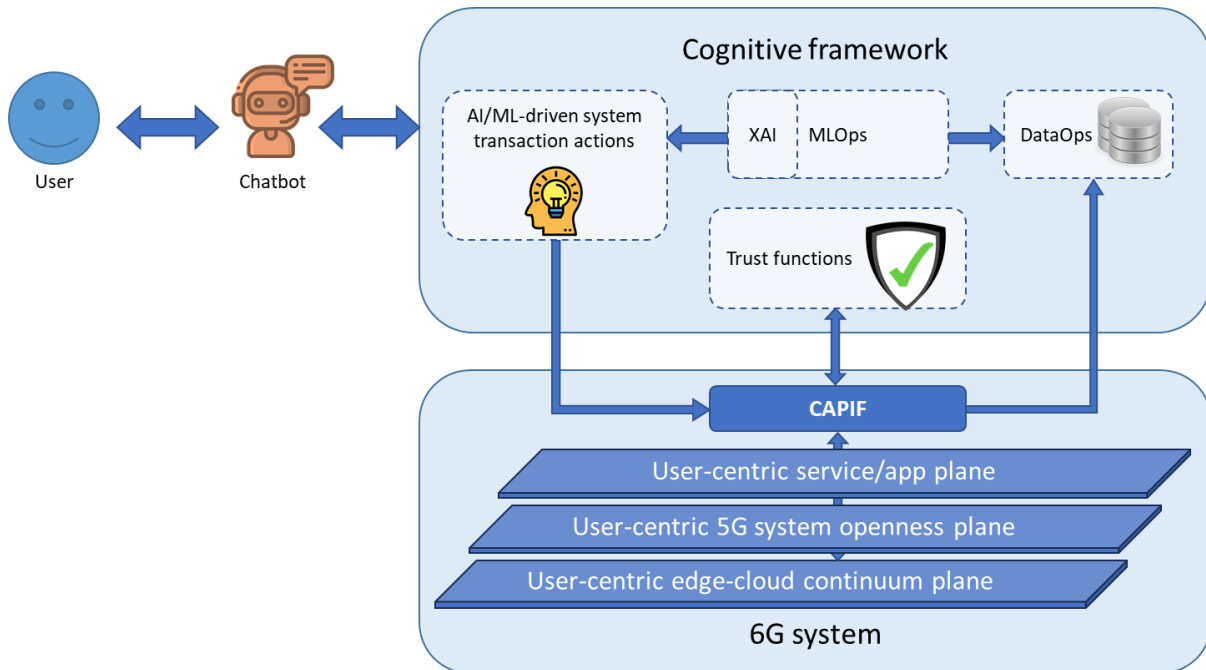 Cognitive framework
AI/ML-driven system
transaction actions
XAI
MLOps
DataOps
User
Chatbot
Trust functions
CAPIF
User-centric service/app plane
User-centric 5G system openness plane
User-centric edge-cloud continuum plane
6G system